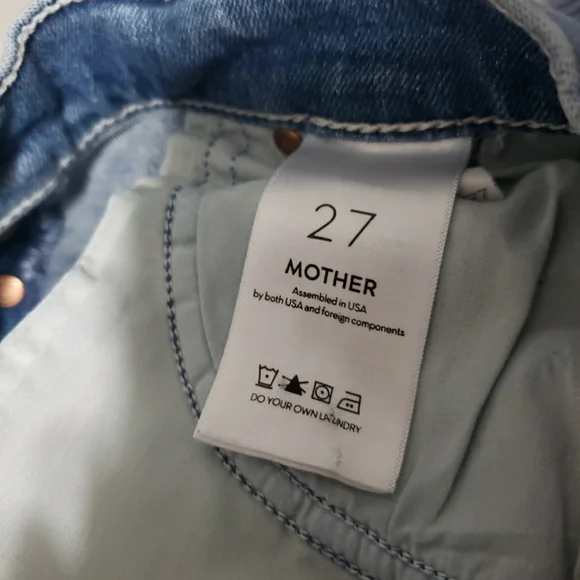 27
MOTHER
Assembled in USA
by both USA and foreign components
DO YOUR OWN LAUNDRY